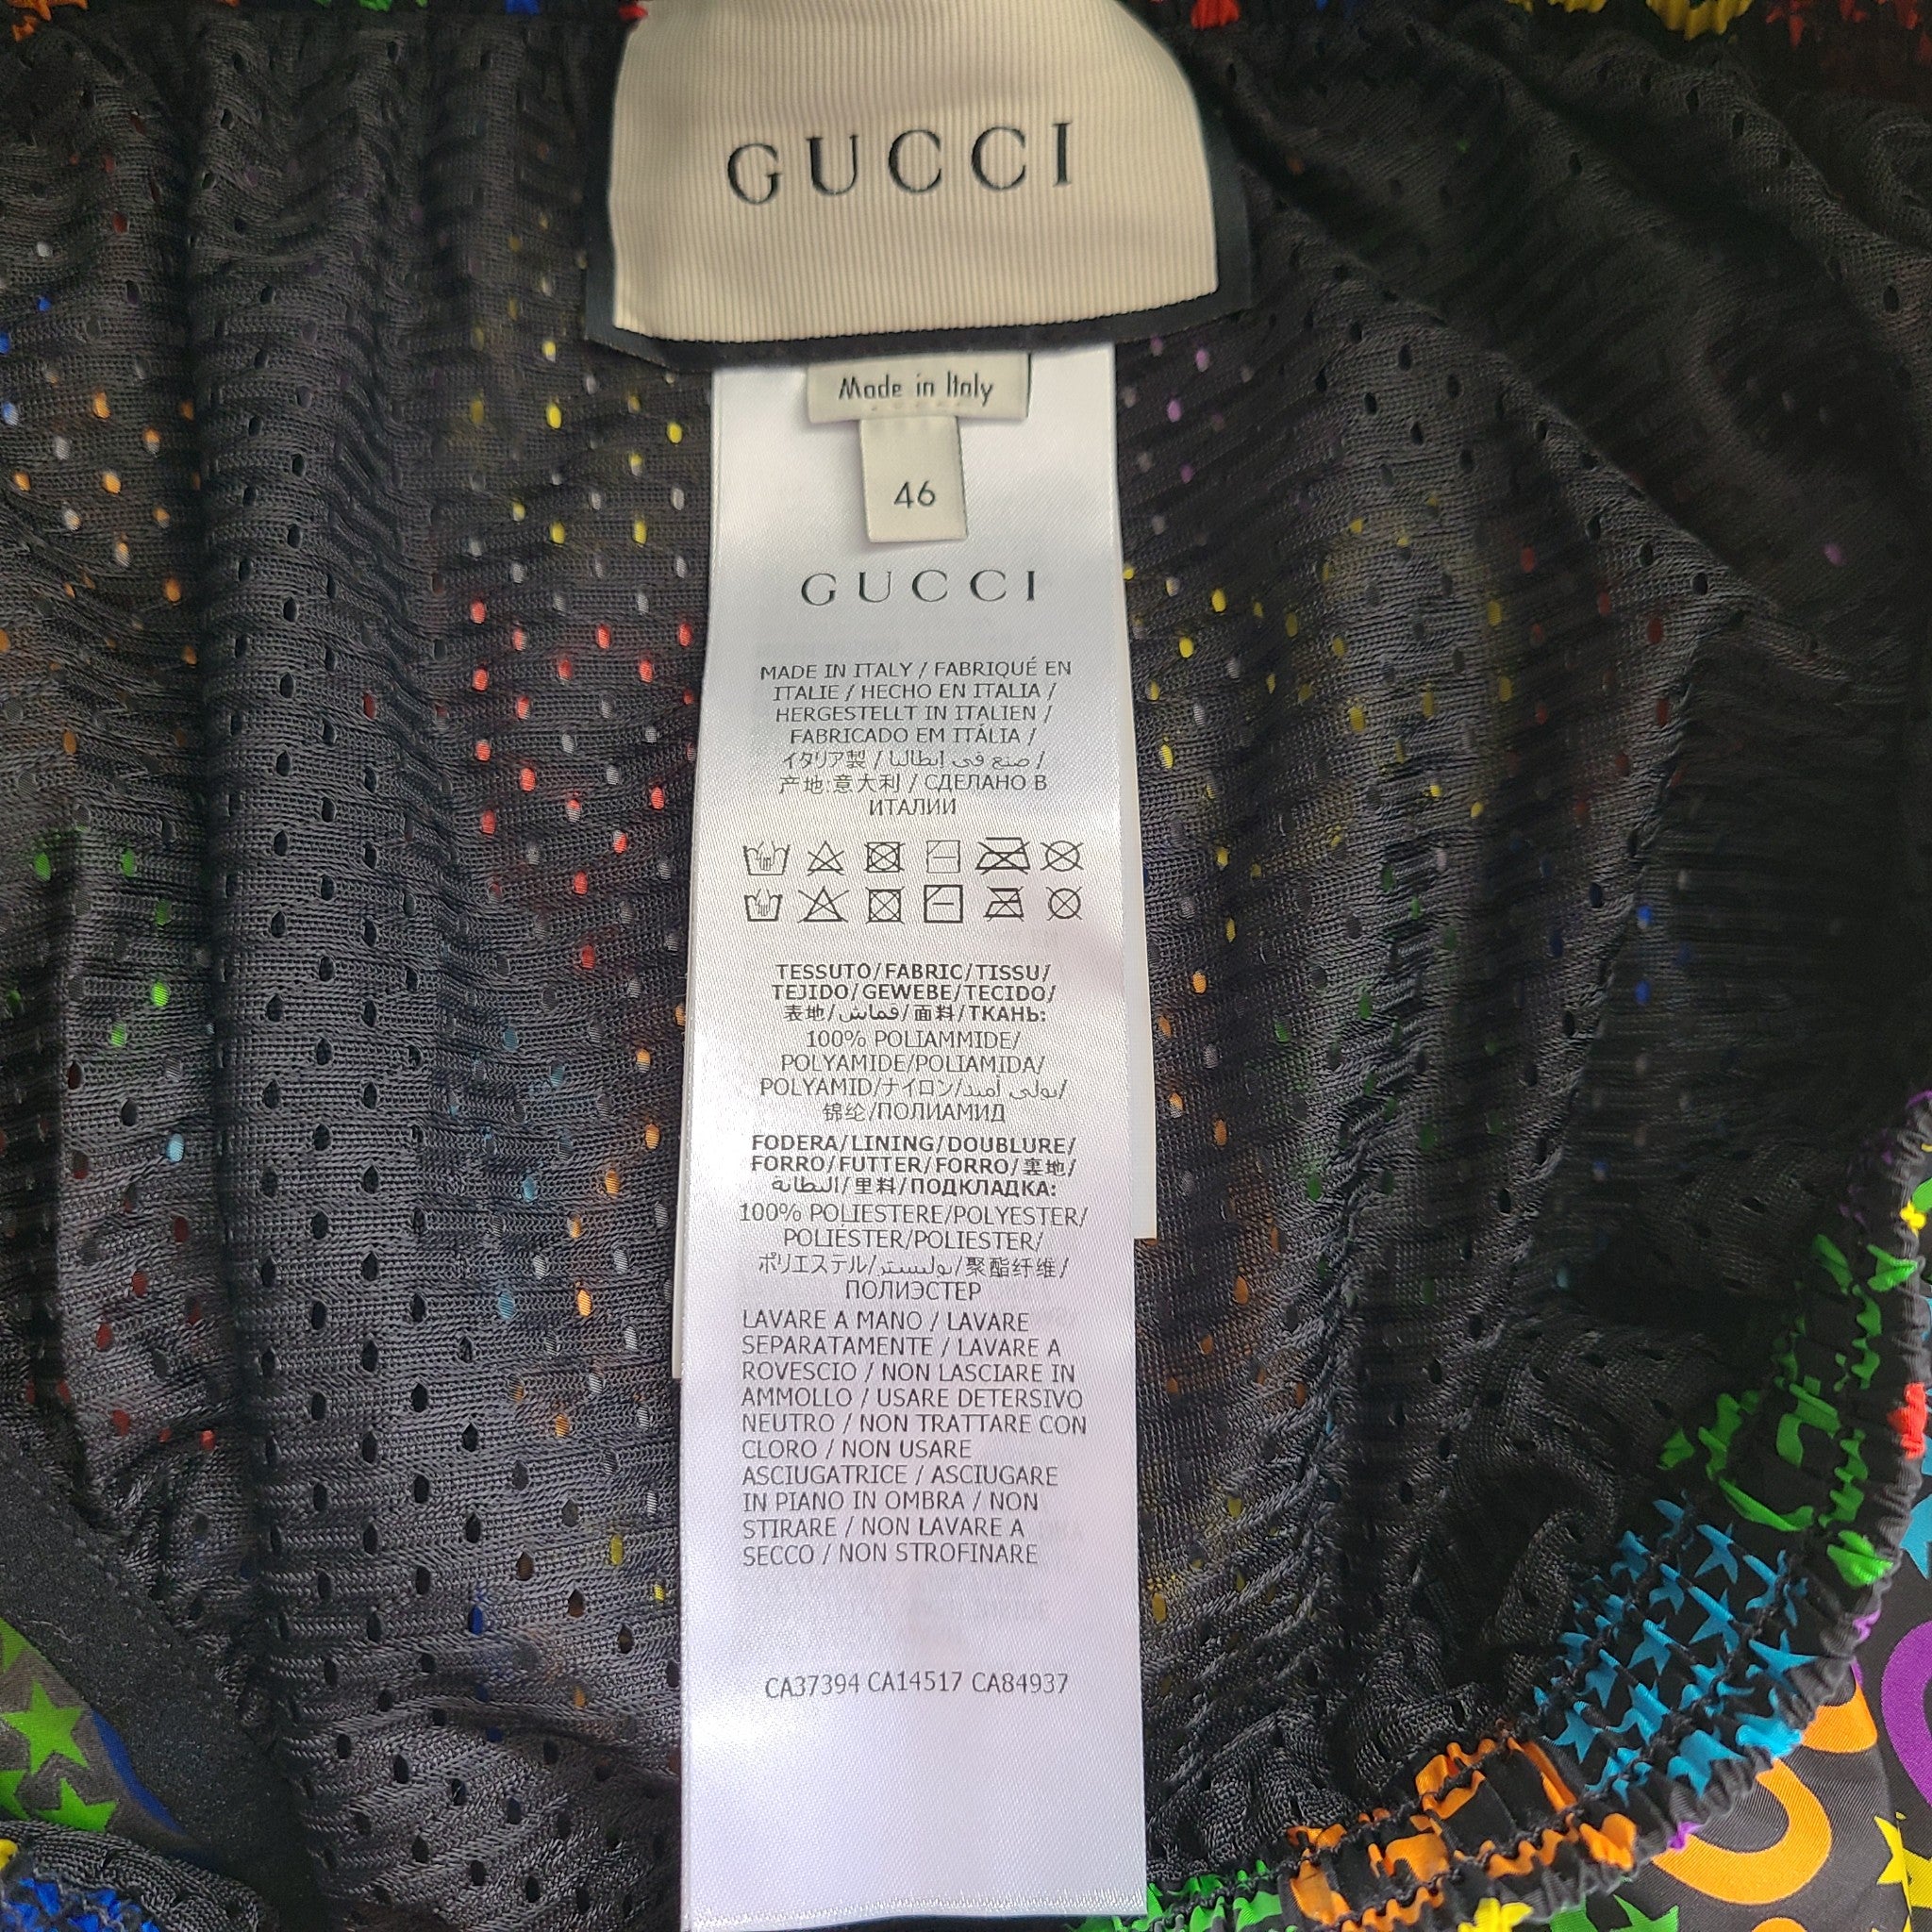 GUCCI
Made in Italy
46
GUCCI
MADE IN ITALY / FABRIQUÉ EN
ITALIE / HECHO EN ITALIA /
HERGESTELLT IN ITALIEN /
FABRICADO EM ITÁLIA /
イタリア製 / صنع في إيطاليا /
产地:意大利 / СДЕЛАНО В
ИТАЛИИ
TESSUTO/FABRIC/TISSU/
TEJIDO/GEWEBE/TECIDO/
表地/قماش/面料/ТКАНЬ:
100% POLIAMMIDE/
POLYAMIDE/POLIAMIDA/
POLYAMID/ナイロン/بولي أميد/
锦纶/ПОЛИАМИД
FODERA/LINING/DOUBLURE/
FORRO/FUTTER/FORRO/裏地/
البطانة/里料/ПОДКЛАДКА:
100% POLIESTERE/POLYESTER/
POLIÉSTER/POLIESTER/
ポリエステル/بوليستر/聚酯纤维/
ПОЛИЭСТЕР
LAVARE A MANO / LAVARE
SEPARATAMENTE / LAVARE A
ROVESCIO / NON LASCIARE IN
AMMOLLO / USARE DETERSIVO
NEUTRO / NON TRATTARE CON
CLORO / NON USARE
ASCIUGATRICE / ASCIUGARE
IN PIANO IN OMBRA / NON
STIRARE / NON LAVARE A
SECCO / NON STROFINARE
CA37394 CA14517 CA84937